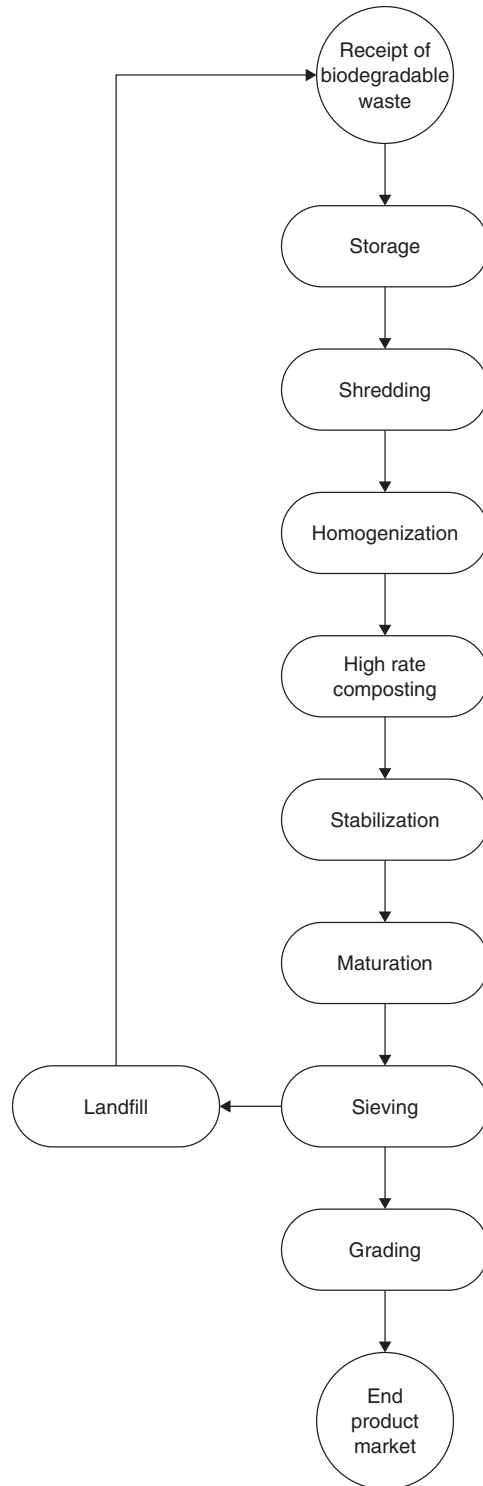 Receipt of
biodegradable
waste
Storage
Shredding
Homogenization
High rate
composting
Stabilization
Maturation
Landfill
Sieving
Grading
End
product
market